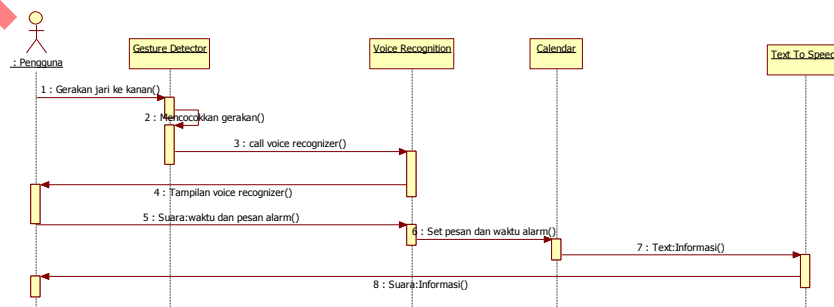 : Pengguna
Gesture Detector
Voice Recognition
Calendar
Text To Speec
1 : Gerakan jari ke kanan()
2 : Mencocokkan gerakan()
3 : call voice recognizer()
4 : Tampilan voice recognizer()
5 : Suara:waktu dan pesan alarm()
6 : Set pesan dan waktu alarm()
7 : Text:Informasi()
8 : Suara:Informasi()